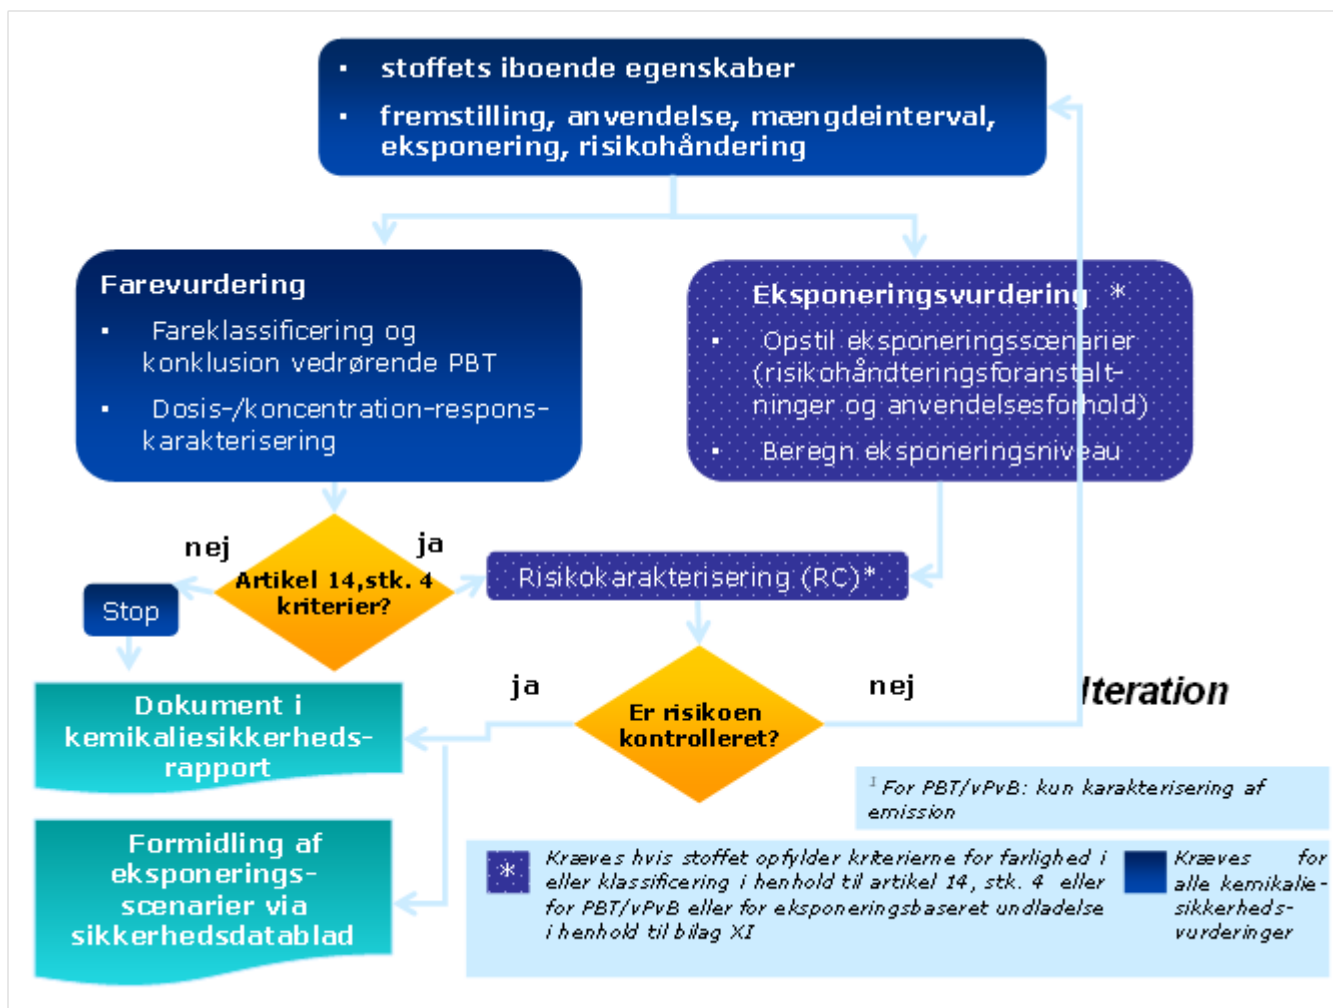 ▪ stoffets iboende egenskaber
▪ fremstilling, anvendelse, mængdeinterval,
eksponering, risikohåndering
Farevurdering
▪ Fareklassificering og
konklusion vedrørende PBT
▪ Dosis-/koncentration-respons-
karakterisering
Eksponeringsvurdering *
▪ Opstil eksponeringsscenarier
(risikohåndteringsforanstalt-
ninger og anvendelsesforhold)
▪ Beregn eksponeringsniveau
nej
ja
Artikel 14,stk. 4
kriterier?
Risikokarakterisering (RC)*
Stop
ja
nej
Iteration
Er risikoen
kontrolleret?
Dokument i
kemikaliesikkerheds-
rapport
Formidling af
eksponerings-
scenarier via
sikkerhedsdatablad
1 For PBT/vPvB: kun karakterisering af
emission
* Kræves hvis stoffet opfylder kriterierne for farlighed i
eller klassificering i henhold til artikel 14, stk. 4 eller
for PBT/vPvB eller for eksponeringsbaseret undladelse
i henhold til bilag XI
Kræves for
alle kemikalie-
sikkerheds-
vurderinger